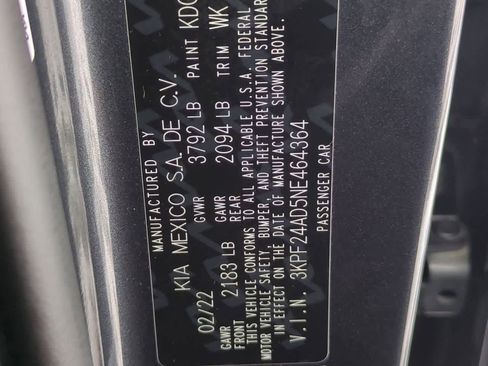 MANUFACTURED BY
KIA MEXICO S.A. DE C.V.
02/22 GVWR 3792 LB PAINT KDG
GAWR FRONT 2183 LB GAWR REAR 2094 LB TRIM WK
THIS VEHICLE CONFORMS TO ALL APPLICABLE U.S.A. FEDERAL
MOTOR VEHICLE SAFETY, BUMPER, AND THEFT PREVENTION STANDAR
IN EFFECT ON THE DATE OF MANUFACTURE SHOWN ABOVE.
V.I.N. 3KPF24AD5NE464364
PASSENGER CAR